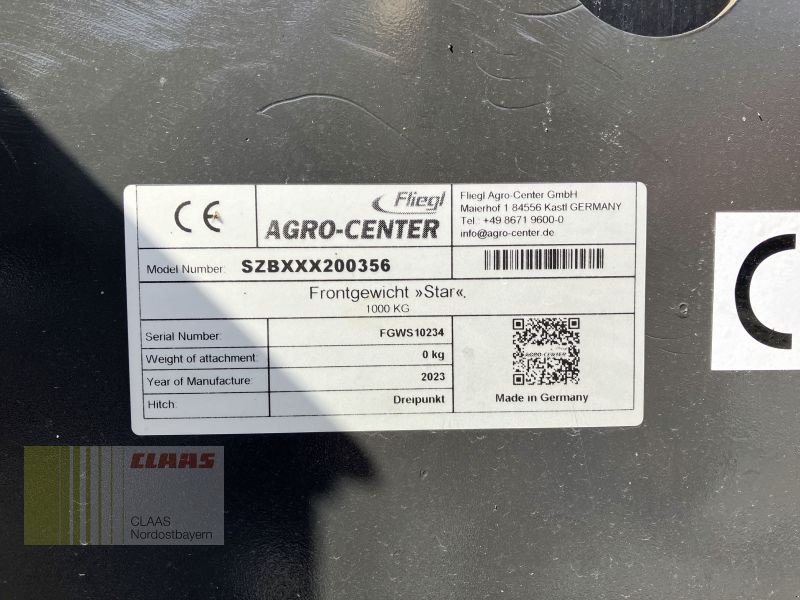 CE
Fliegl
AGRO-CENTER
Fliegl Agro-Center GmbH
Maierhof 1 84556 Kastl GERMANY
Tel.: +49 8671 9600-0
info@agro-center.de
Model Number: SZBXXX200356
Frontgewicht »Star«,
1000 KG
Serial Number: FGWS10234
Weight of attachment: 0 kg
Year of Manufacture: 2023
Hitch: Dreipunkt
AGRO-CENTER
Made in Germany
C
CLAAS
CLAAS
Nordostbayern